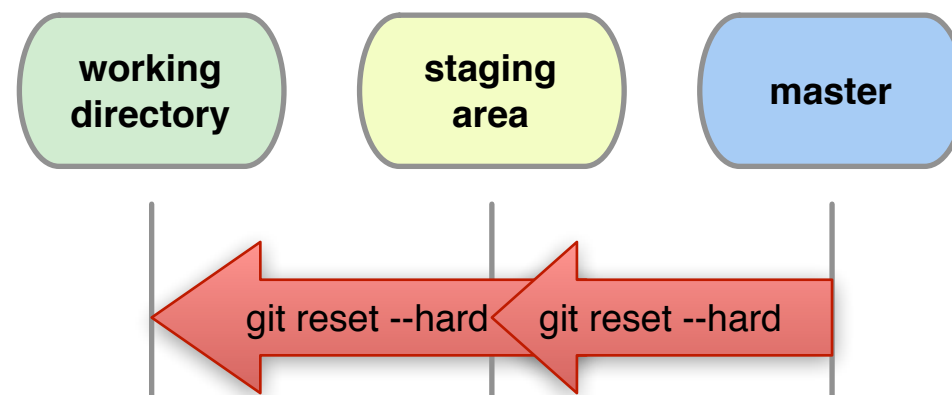 working
directory
staging
area
master
git reset --hard
git reset --hard